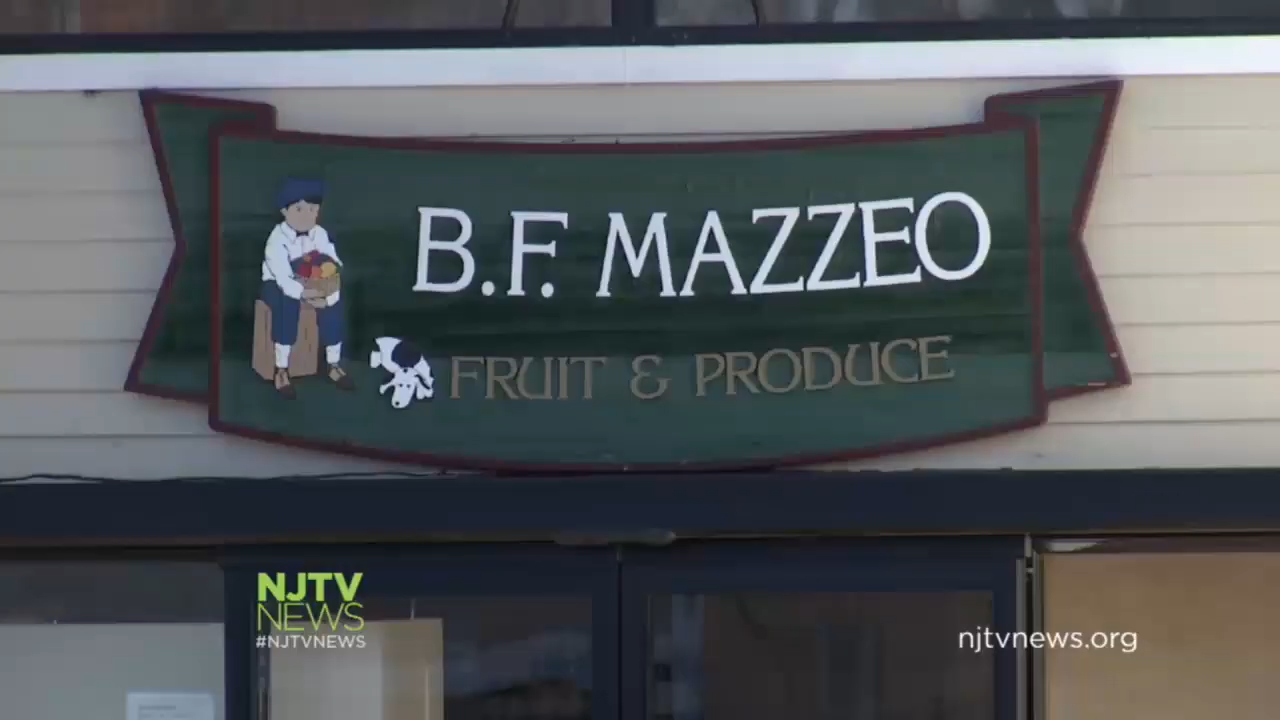 B.F. MAZZEO
FRUIT & PRODUCE
NJTV
NEWS
#NJTVNEWS
njtvnews.org